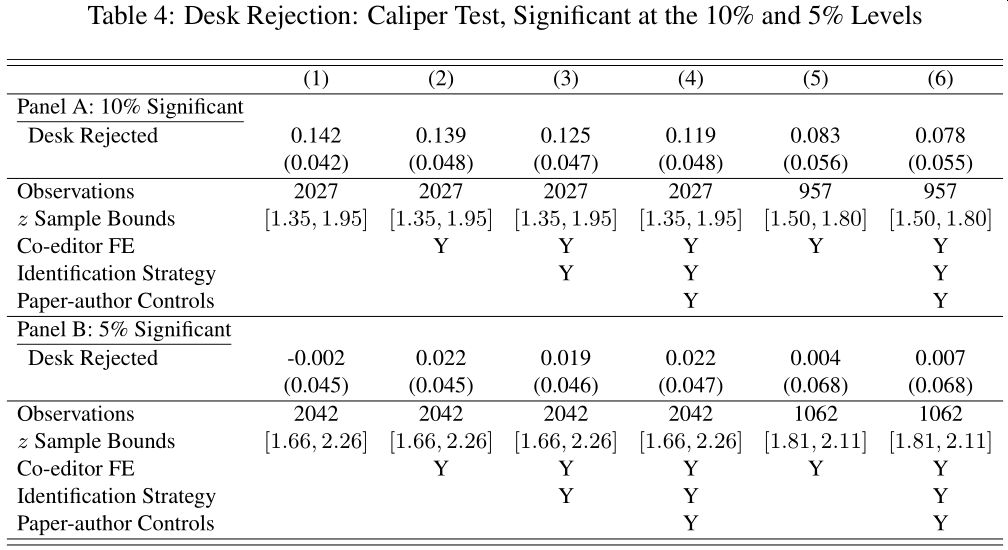 Table 4: Desk Rejection: Caliper Test, Significant at the 10% and 5% Levels
(1) (2) (3) (4) (5) (6)
Panel A: 10% Significant
Desk Rejected 0.142 0.139 0.125 0.119 0.083 0.078
(0.042) (0.048) (0.047) (0.048) (0.056) (0.055)
Observations 2027 2027 2027 2027 957 957
z Sample Bounds [1.35, 1.95] [1.35, 1.95] [1.35, 1.95] [1.35, 1.95] [1.50, 1.80] [1.50, 1.80]
Co-editor FE Y Y Y Y Y
Identification Strategy Y Y Y
Paper-author Controls Y Y
Panel B: 5% Significant
Desk Rejected -0.002 0.022 0.019 0.022 0.004 0.007
(0.045) (0.045) (0.046) (0.047) (0.068) (0.068)
Observations 2042 2042 2042 2042 1062 1062
z Sample Bounds [1.66, 2.26] [1.66, 2.26] [1.66, 2.26] [1.66, 2.26] [1.81, 2.11] [1.81, 2.11]
Co-editor FE Y Y Y Y Y
Identification Strategy Y Y Y
Paper-author Controls Y Y